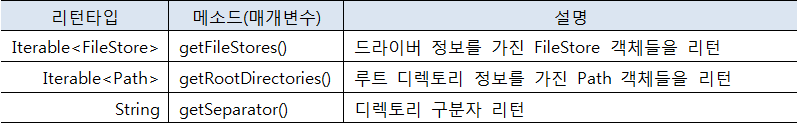 리턴타입 메소드(매개변수) 설명
Iterable<FileStore> getFileStores() 드라이버 정보를 가진 FileStore 객체들을 리턴
Iterable<Path> getRootDirectories() 루트 디렉토리 정보를 가진 Path 객체들을 리턴
String getSeparator() 디렉토리 구분자 리턴